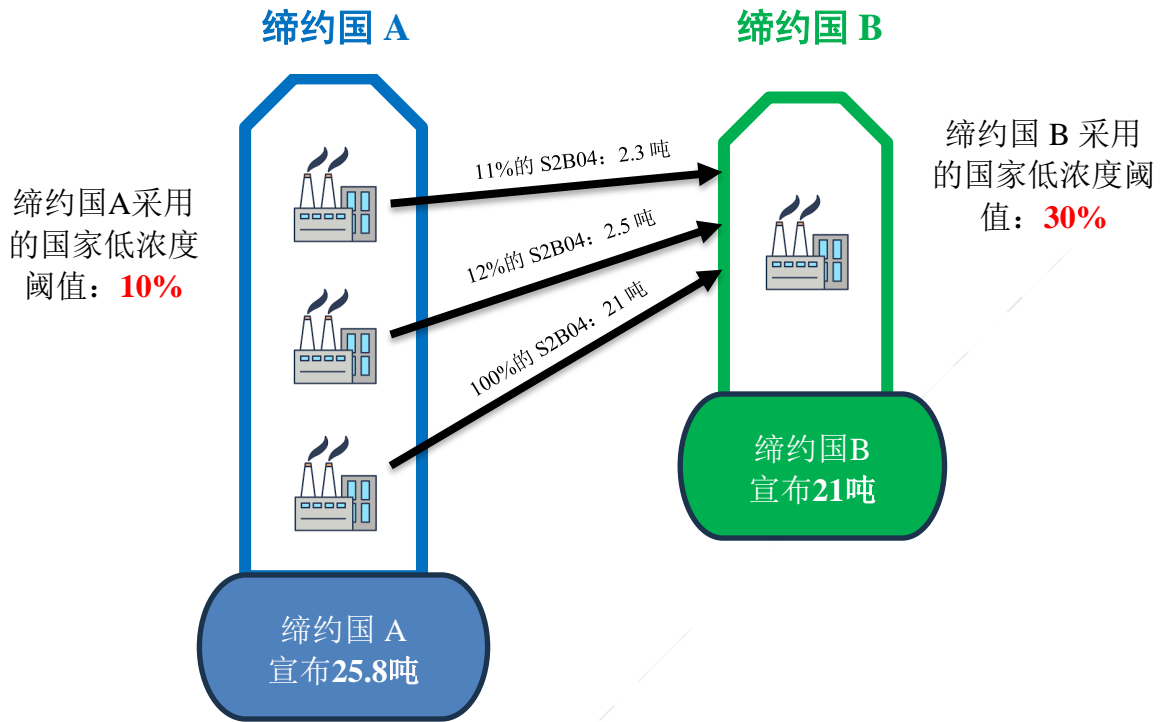 缔约国 A
缔约国 B
缔约国A采用
的国家低浓度
阈值：10%
11%的 S2B04：2.3 吨
12%的 S2B04：2.5 吨
100%的 S2B04：21 吨
缔约国 B 采用
的国家低浓度阈
值：30%
缔约国B
宣布21吨
缔约国 A
宣布25.8吨